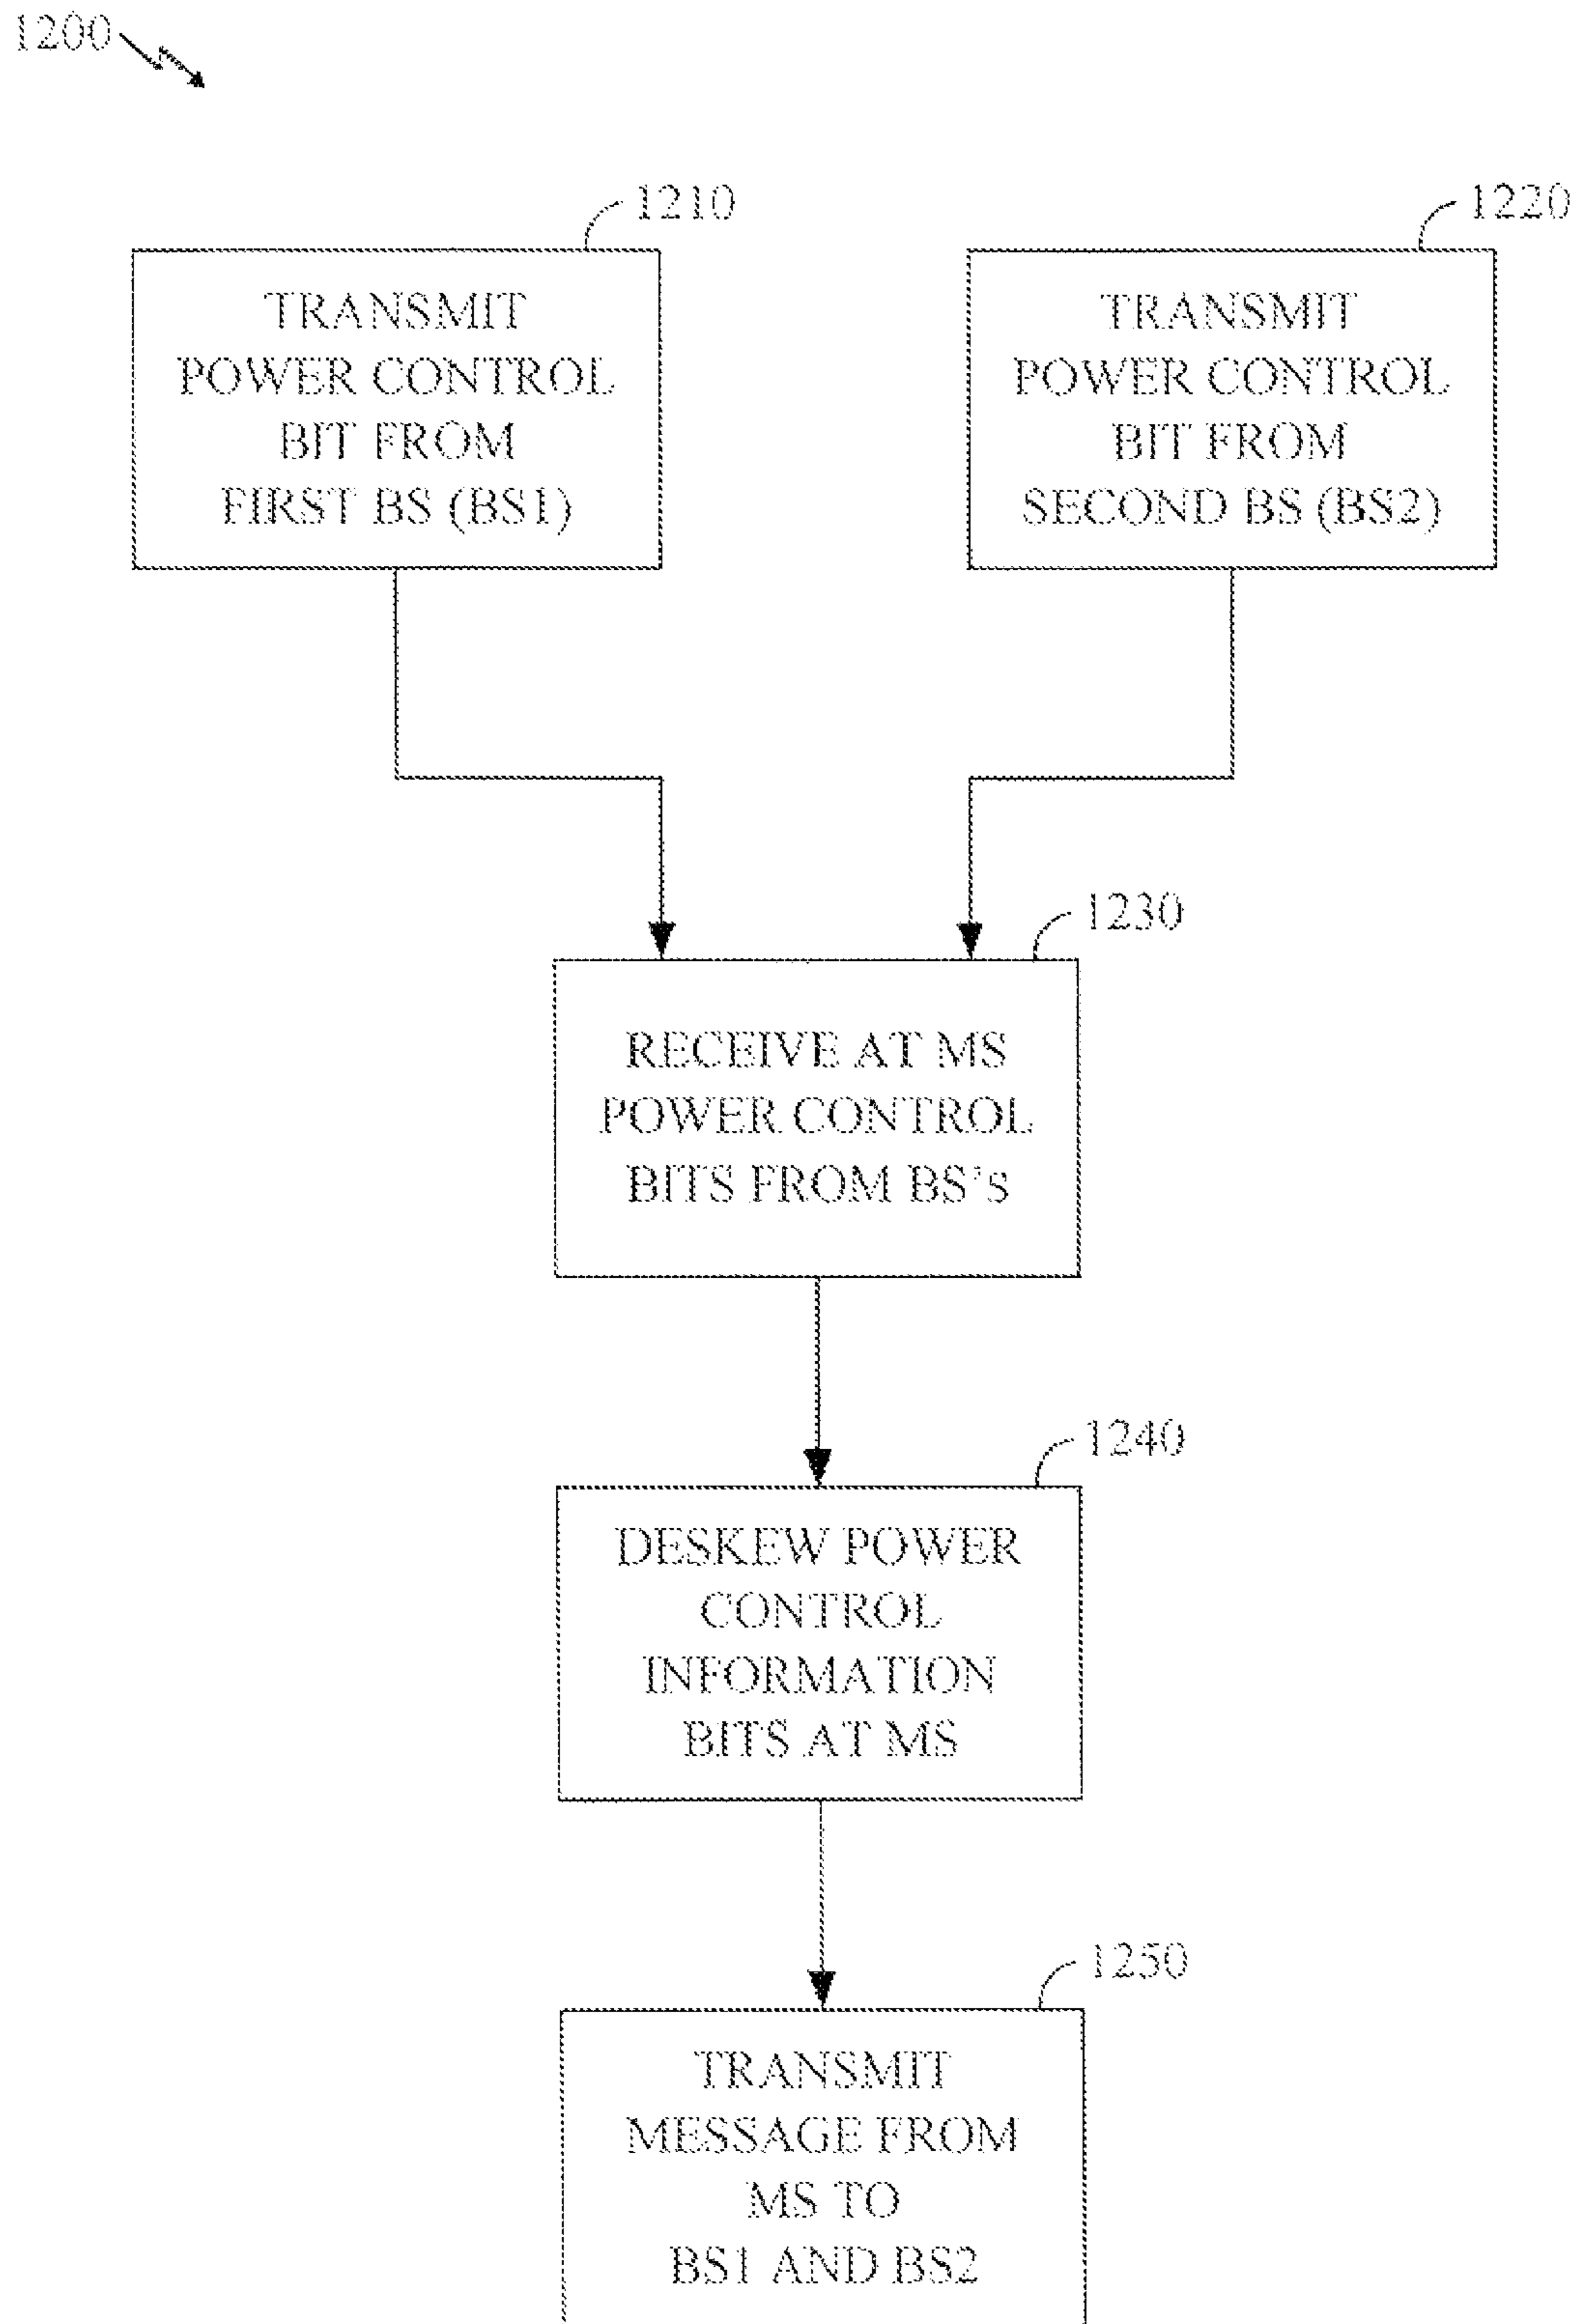 1200
1210
TRANSMIT
POWER CONTROL
BIT FROM
FIRST BS (BS1)
1220
TRANSMIT
POWER CONTROL
BIT FROM
SECOND BS (BS2)
1230
RECEIVE AT MS
POWER CONTROL
BITS FROM BS's
1240
DESKEW POWER
CONTROL
INFORMATION
BITS AT MS
1250
TRANSMIT
MESSAGE FROM
MS TO
BS1 AND BS2